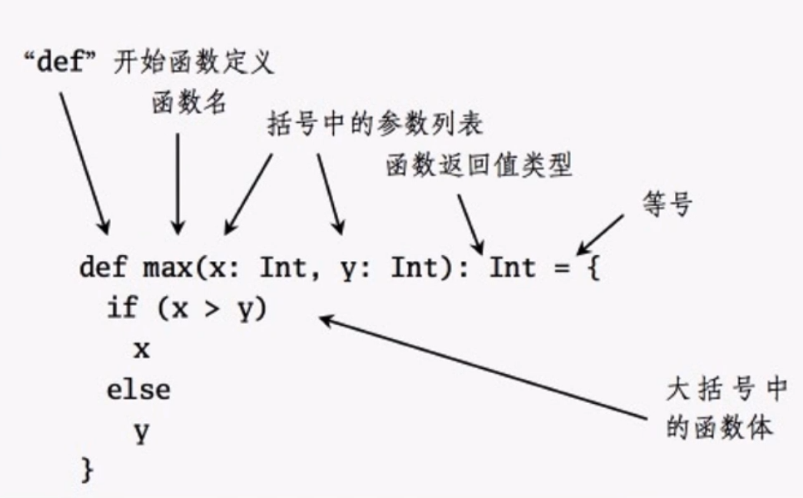 “def” 开始函数定义
函数名
括号中的参数列表
函数返回值类型
等号
def max(x: Int, y: Int): Int = {
if (x > y)
x
else
y
}
大括号中
的函数体